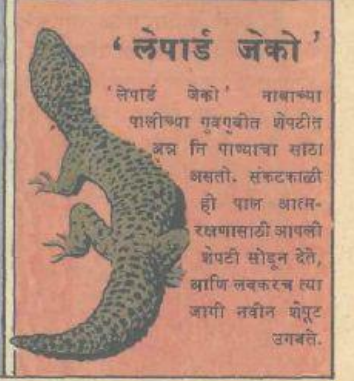 ‘ लेपार्ड जेको ’
‘लेपार्ड जेको’ नावाच्या
पालीच्या गुबगुबीत शेपटीत
अन्न नि पाण्याचा साठा
असतो. संकटकाळी
ही पाल आत्म-
रक्षणासाठी आपली
शेपटी सोडून देते,
आणि लवकरच त्या
जागी नवीन शेपूट
उगवते.